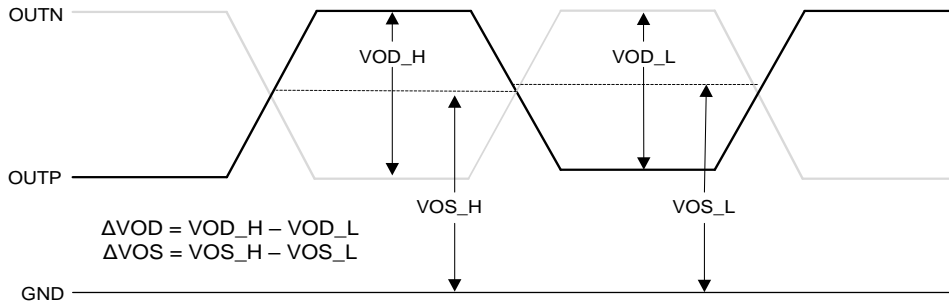 OUTN
VOD_H
VOD_L
OUTP
VOS_H
VOS_L
ΔVOD = VOD_H – VOD_L
ΔVOS = VOS_H – VOS_L
GND